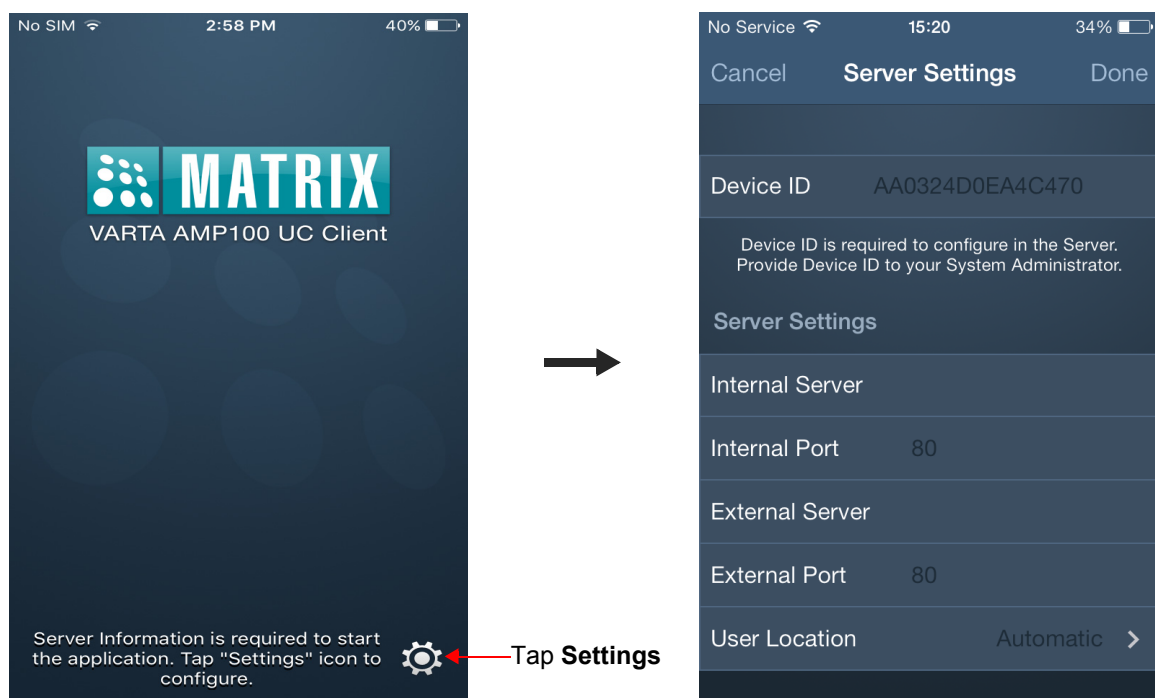 No SIM 2:58 PM 40%
MATRIX
VARTA AMP100 UC Client
Server Information is required to start
the application. Tap "Settings" icon to
configure.
Tap Settings
No Service 15:20 34%
Cancel Server Settings Done
Device ID AA0324D0EA4C470
Device ID is required to configure in the Server.
Provide Device ID to your System Administrator.
Server Settings
Internal Server
Internal Port 80
External Server
External Port 80
User Location Automatic